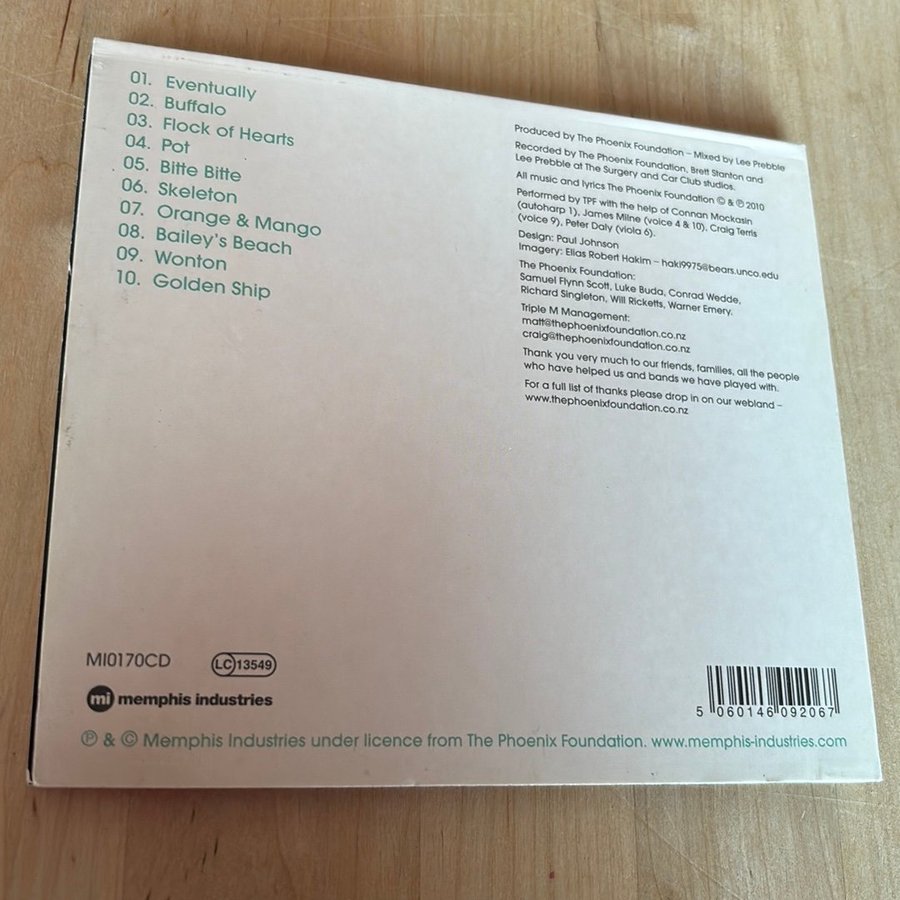 01. Eventually
02. Buffalo
03. Flock of Hearts
04. Pot
05. Bitte Bitte
06. Skeleton
07. Orange & Mango
08. Bailey's Beach
09. Wonton
10. Golden Ship
Produced by The Phoenix Foundation – Mixed by Lee Prebble
Recorded by The Phoenix Foundation, Brett Stanton and
Lee Prebble at The Surgery and Car Club studios.
All music and lyrics The Phoenix Foundation © & ℗ 2010
Performed by TPF with the help of Connan Mockasin
(autoharp 1), James Milne (voice 4 & 10), Craig Terris
(voice 9), Peter Daly (viola 6).
Design: Paul Johnson
Imagery: Elias Robert Hakim – haki9975@bears.unco.edu
The Phoenix Foundation:
Samuel Flynn Scott, Luke Buda, Conrad Wedde,
Richard Singleton, Will Ricketts, Warner Emery.
Triple M Management:
matt@thephoenixfoundation.co.nz
craig@thephoenixfoundation.co.nz
Thank you very much to our friends, families, all the people
who have helped us and bands we have played with.
For a full list of thanks please drop in on our webland –
www.thephoenixfoundation.co.nz
MI0170CD LC 13549
mi memphis industries
5 060146 092067
℗ & © Memphis Industries under licence from The Phoenix Foundation. www.memphis-industries.com